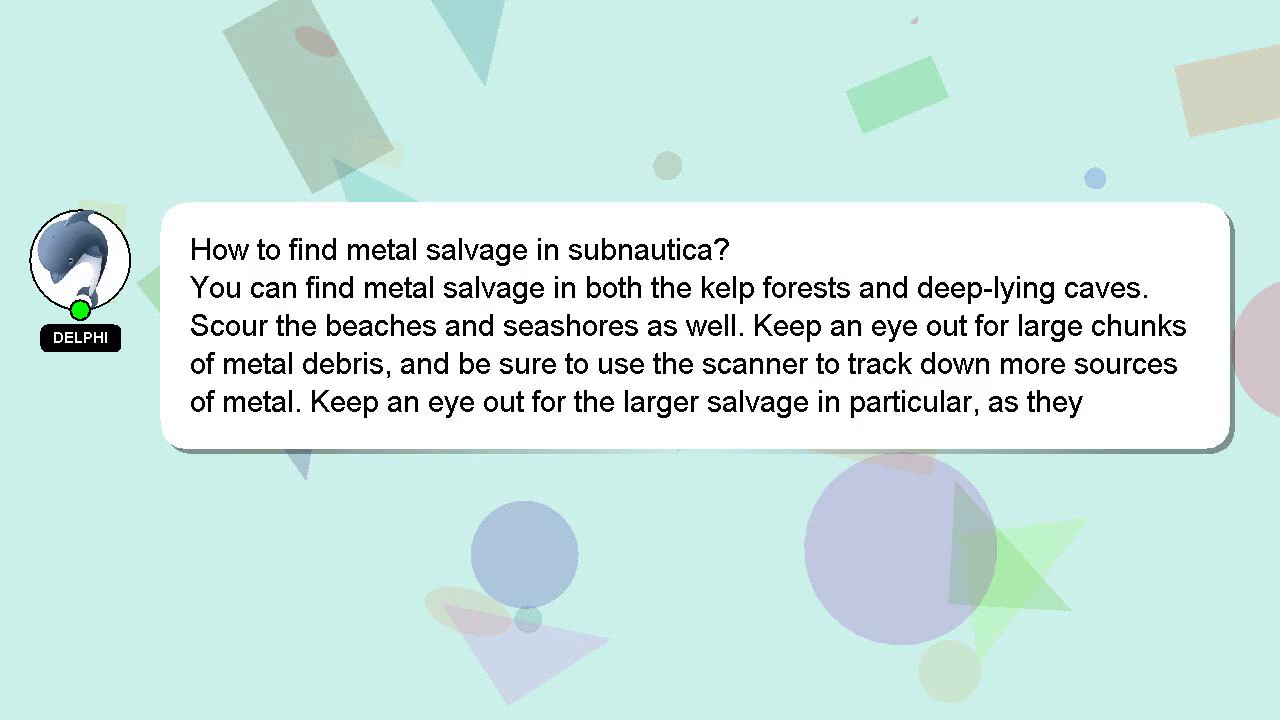 How to find metal salvage in subnautica?
You can find metal salvage in both the kelp forests and deep-lying caves.
Scour the beaches and seashores as well. Keep an eye out for large chunks
of metal debris, and be sure to use the scanner to track down more sources
of metal. Keep an eye out for the larger salvage in particular, as they
DELPHI